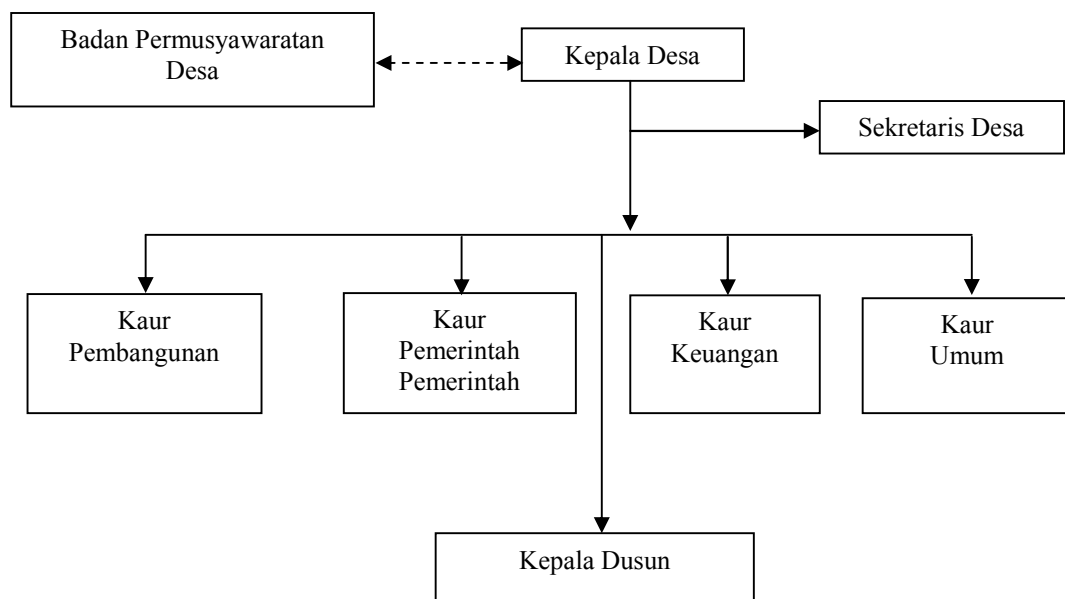 Badan Permusyawaratan
Desa
Kepala Desa
Sekretaris Desa
Kaur
Pembangunan
Kaur
Pemerintah
Pemerintah
Kaur
Keuangan
Kaur
Umum
Kepala Dusun